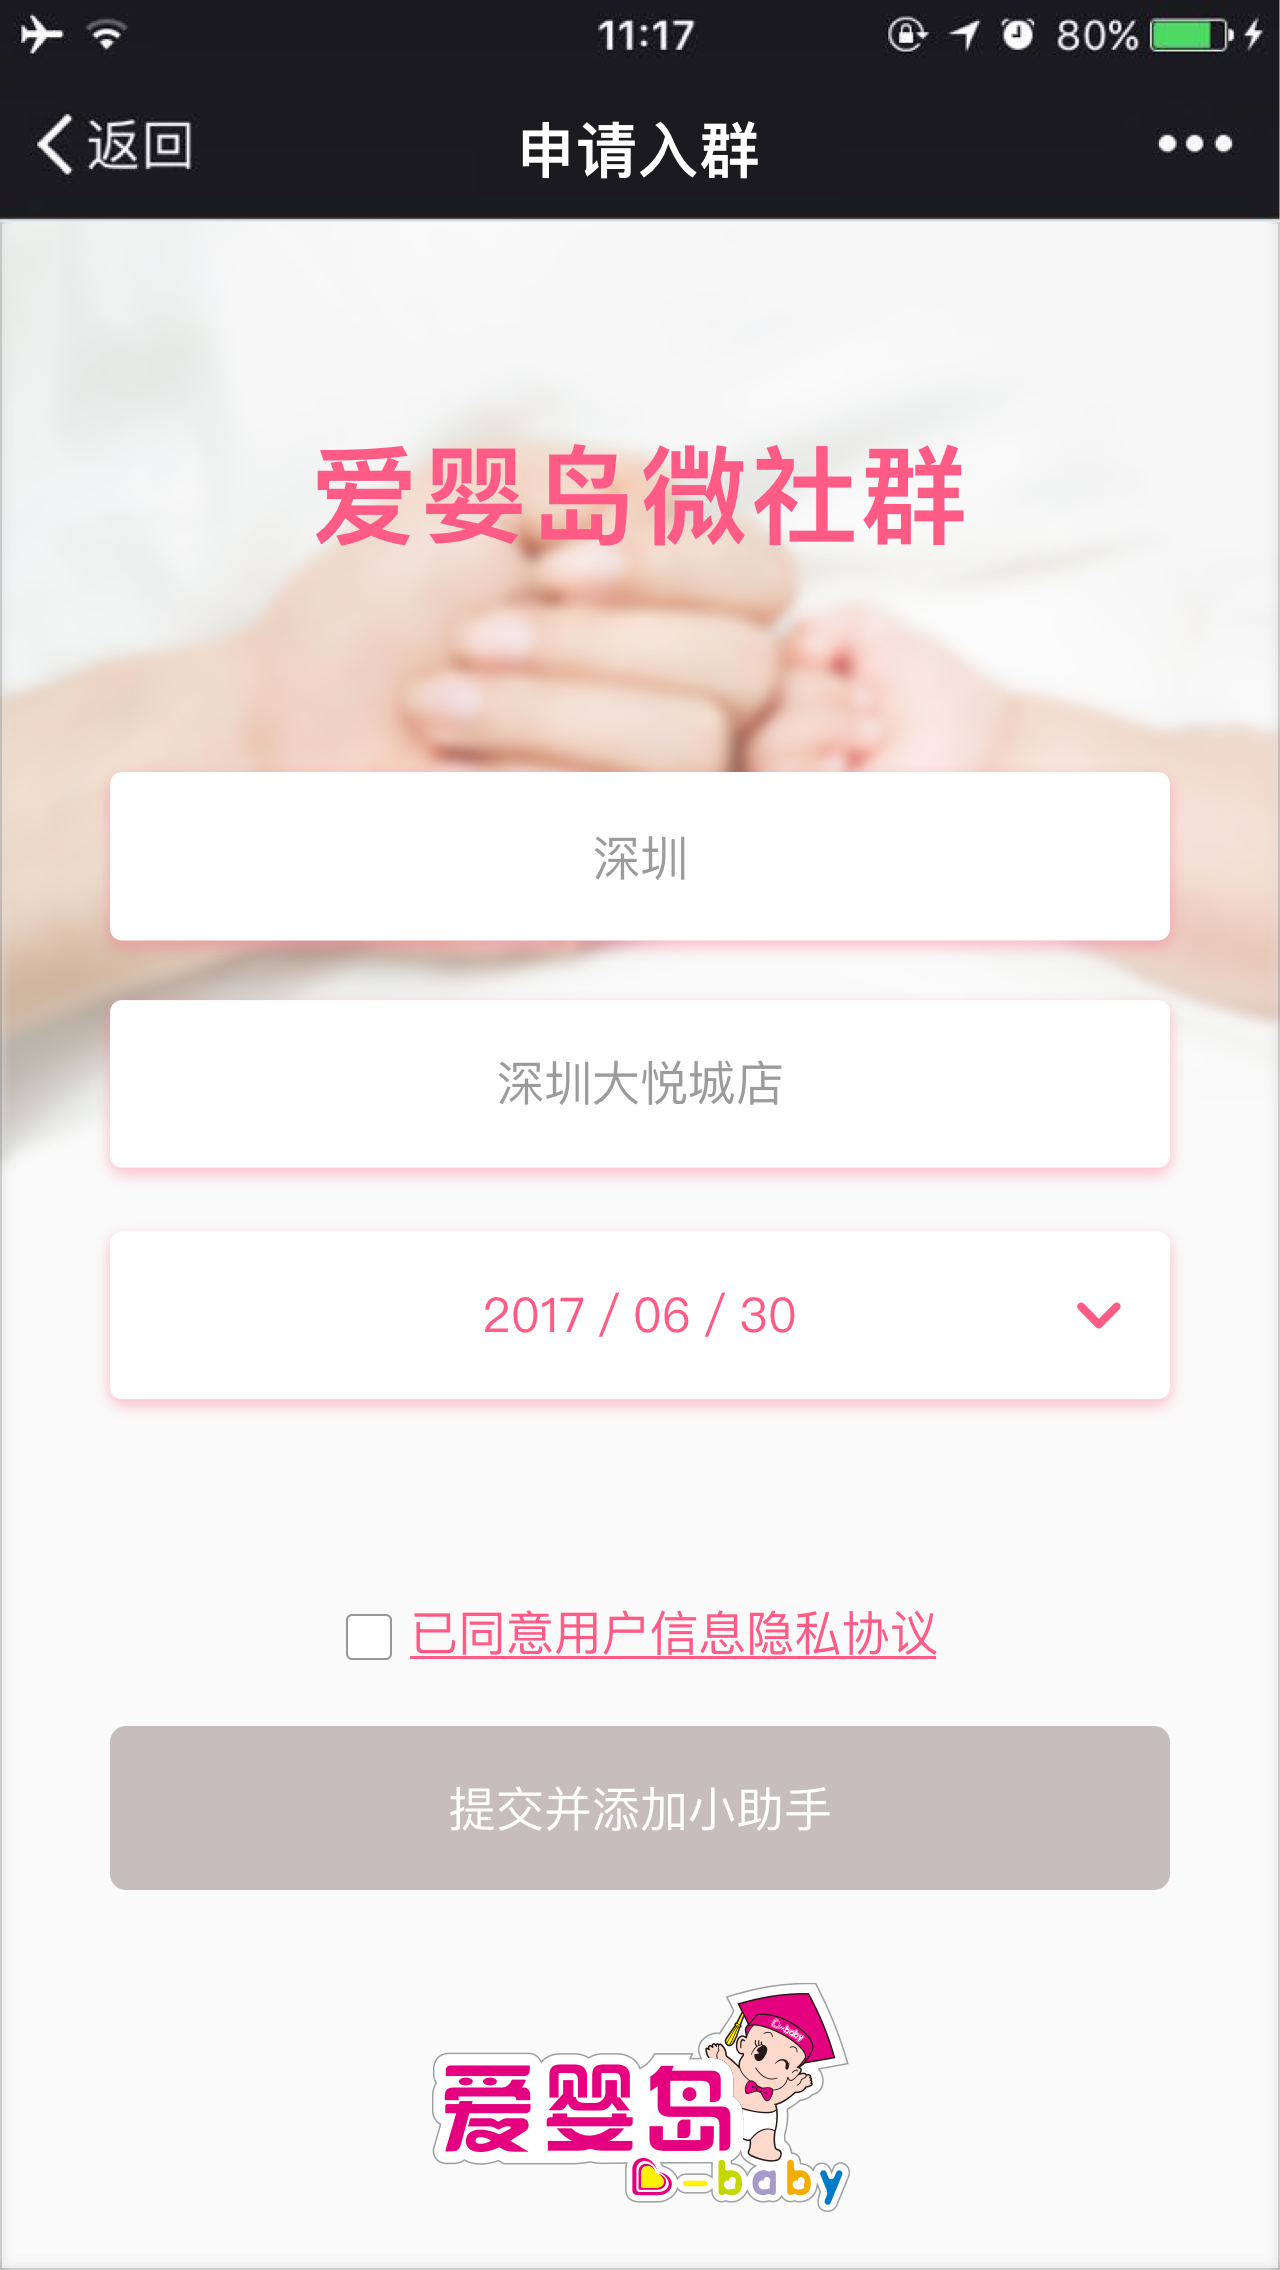 11:17
80%
返回
申请入群
爱婴岛微社群
深圳
深圳大悦城店
2017 / 06 / 30
已同意用户信息隐私协议
提交并添加小助手
D-baby
爱婴岛
D-baby